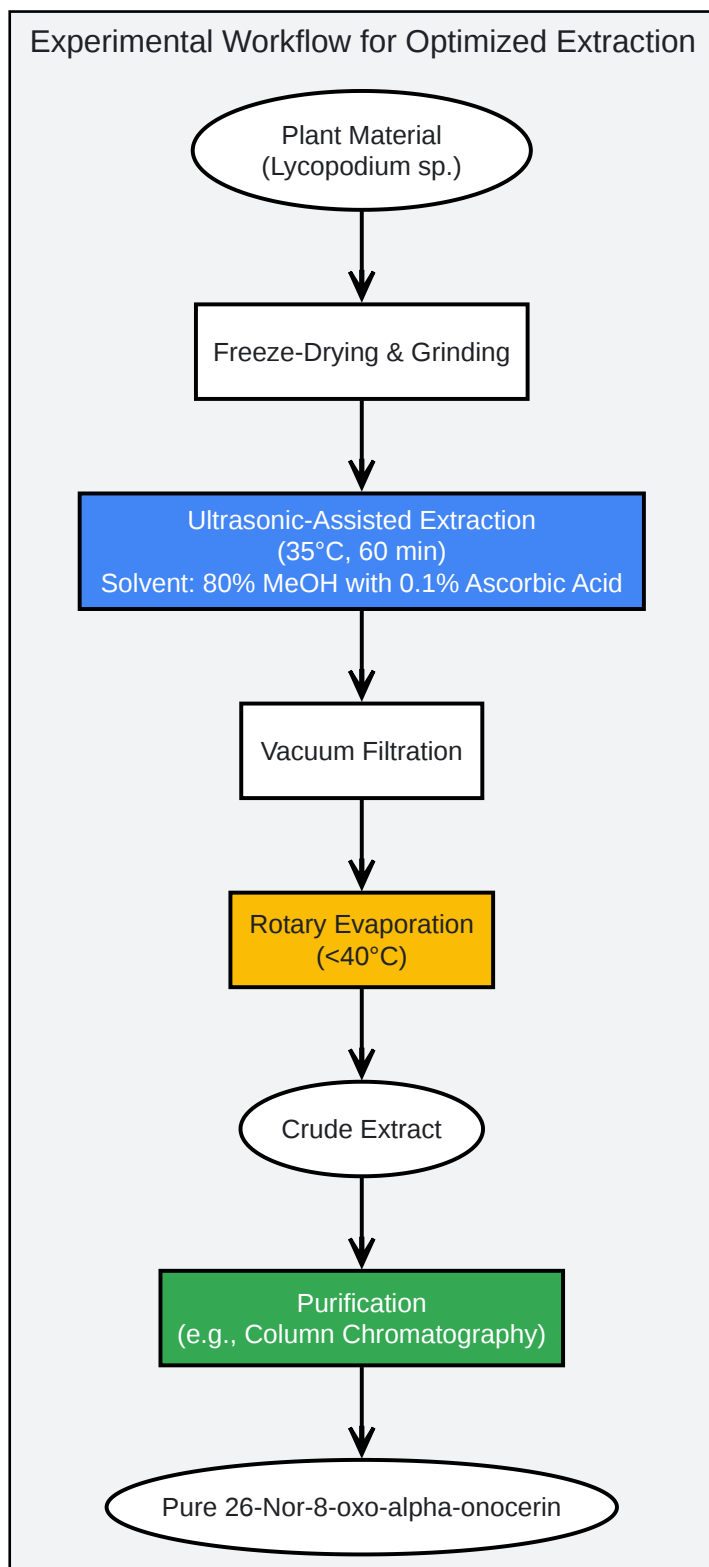 Experimental Workflow for Optimized Extraction
Plant Material
(Lycopodium sp.)
Freeze-Drying & Grinding
Ultrasonic-Assisted Extraction
(35°C, 60 min)
Solvent: 80% MeOH with 0.1% Ascorbic Acid
Vacuum Filtration
Rotary Evaporation
(<40°C)
Crude Extract
Purification
(e.g., Column Chromatography)
Pure 26-Nor-8-oxo-alpha-onocerin